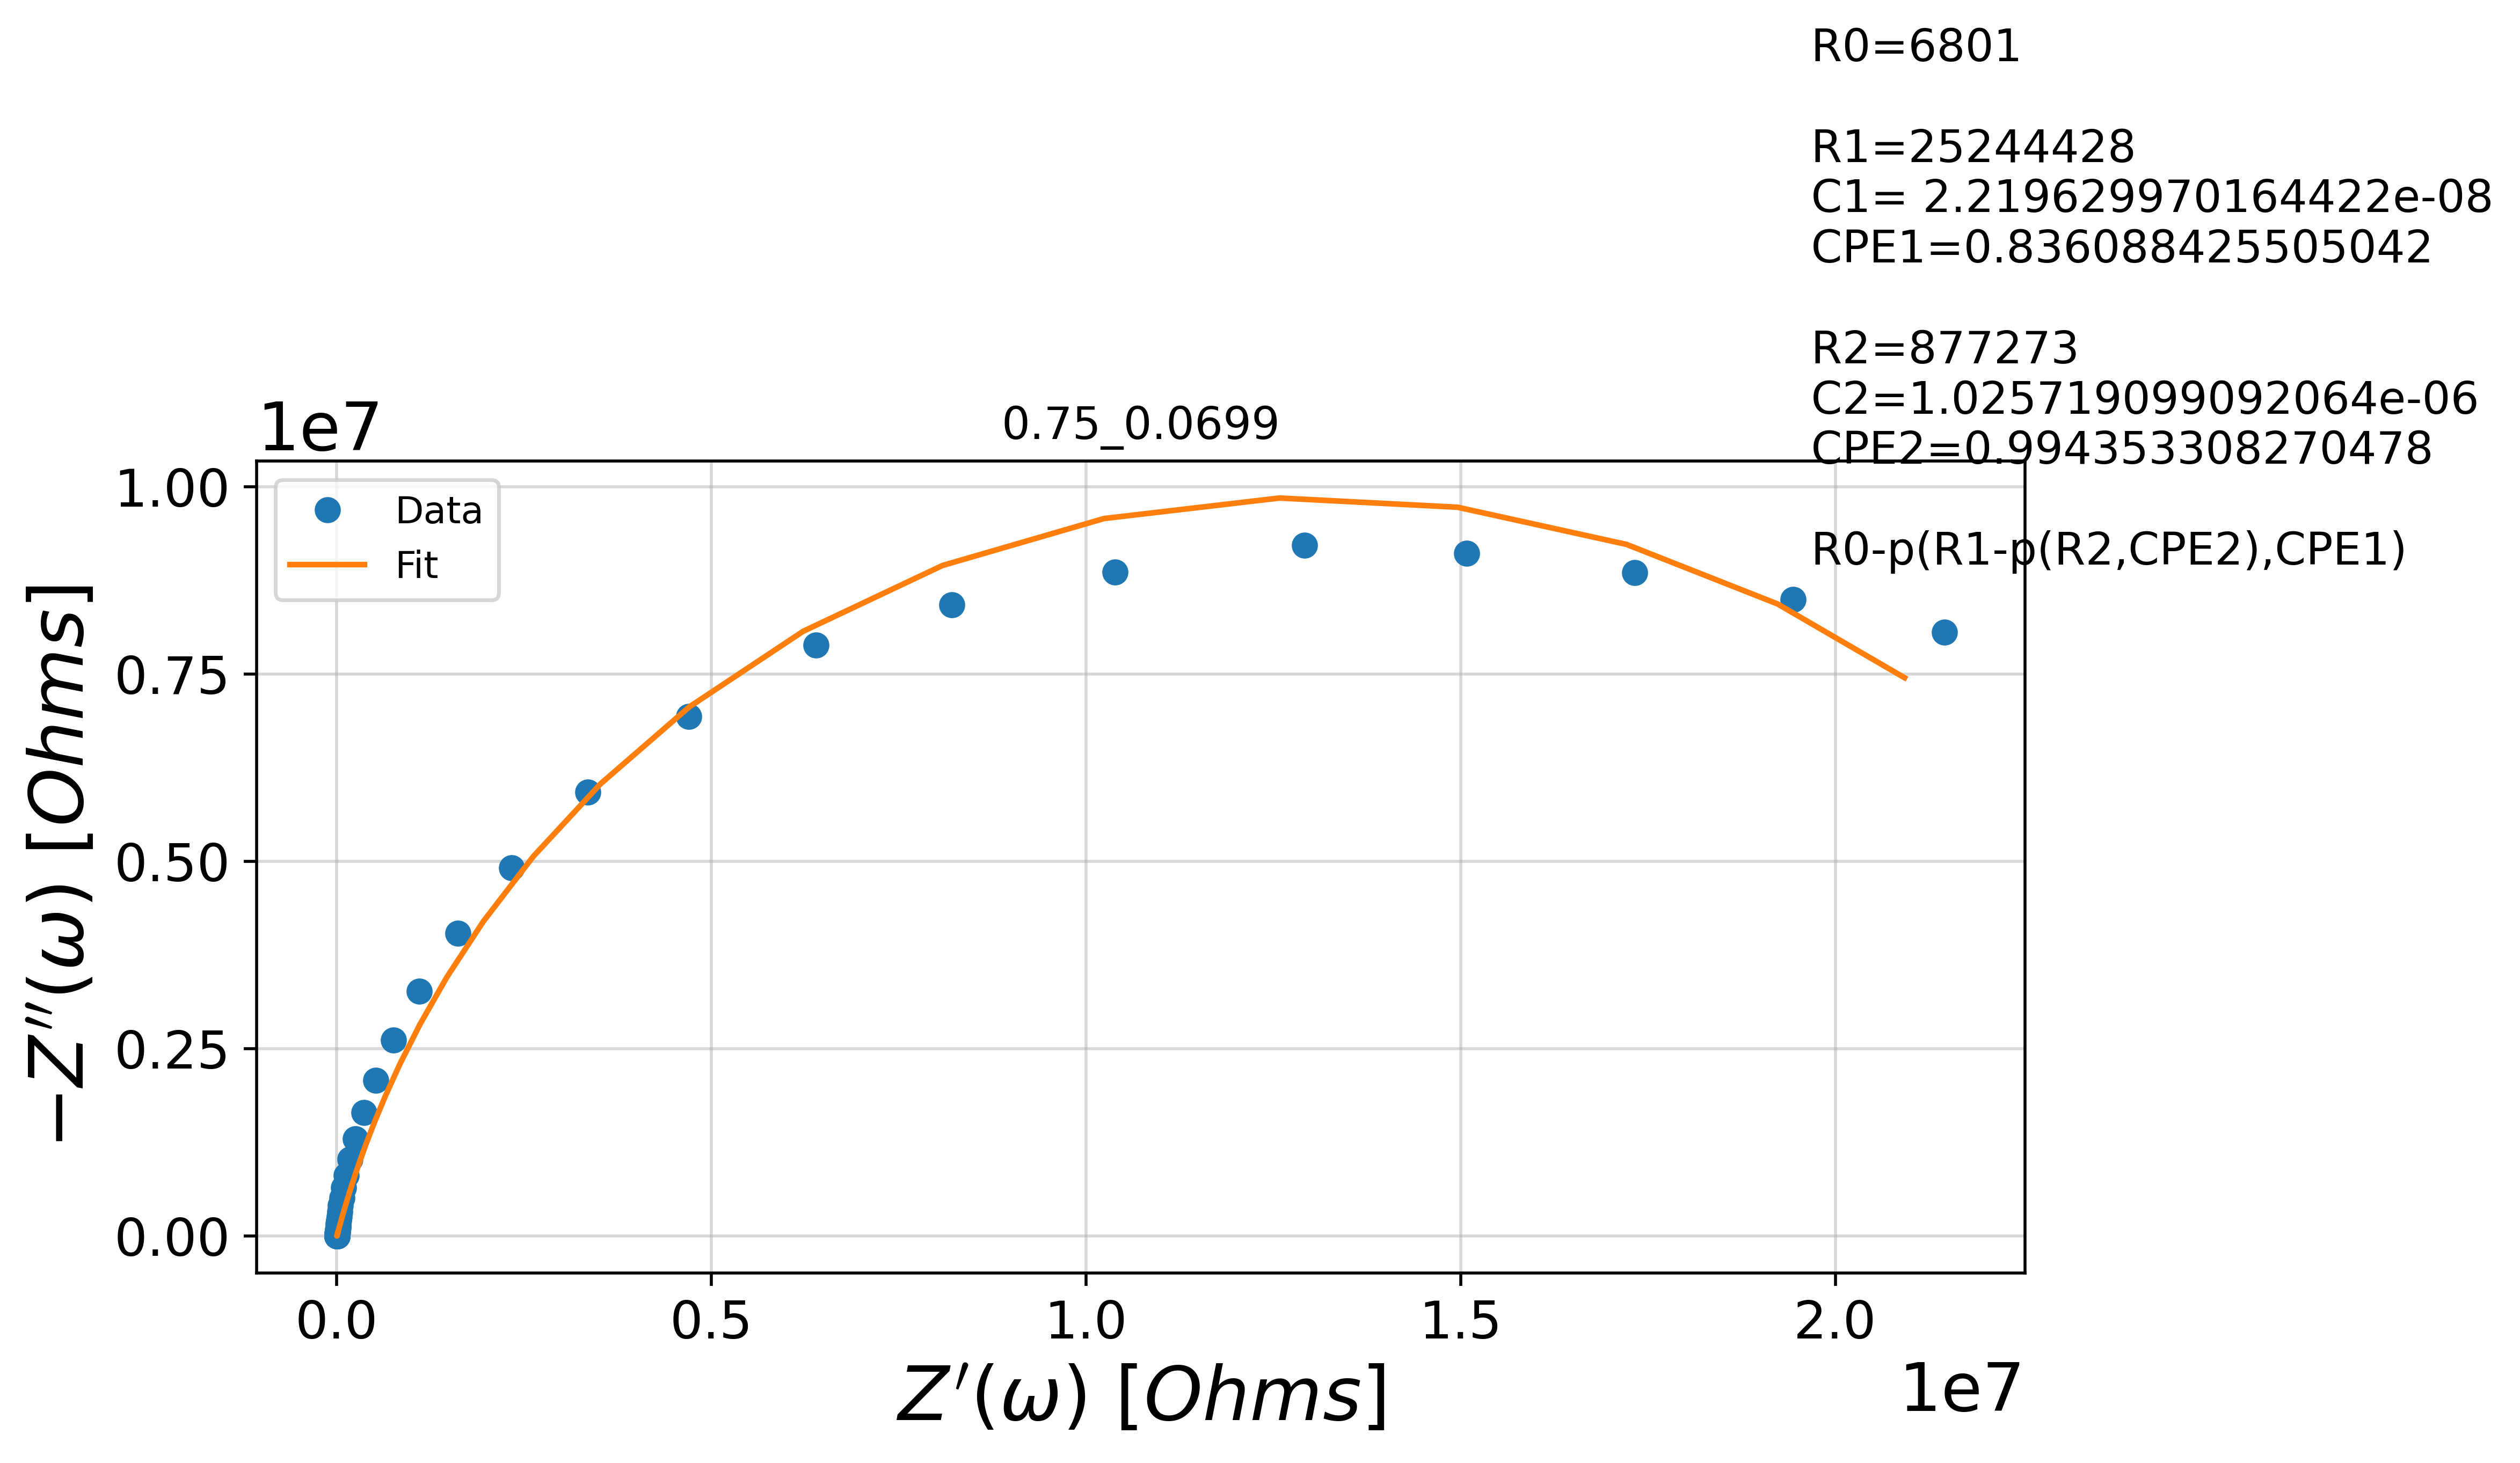 R0=6801
R1=25244428
C1= 2.219629970164422e-08
CPE1=0.836088425505042
R2=877273
C2=1.025719099092064e-06
CPE2=0.994353308270478
R0-p(R1-p(R2,CPE2),CPE1)
1e7
0.75_0.0699
Data
Fit
1.00
0.75
0.50
0.25
0.00
−Z′′(ω) [Ohms]
0.0
0.5
1.0
1.5
2.0
Z′(ω) [Ohms]
1e7